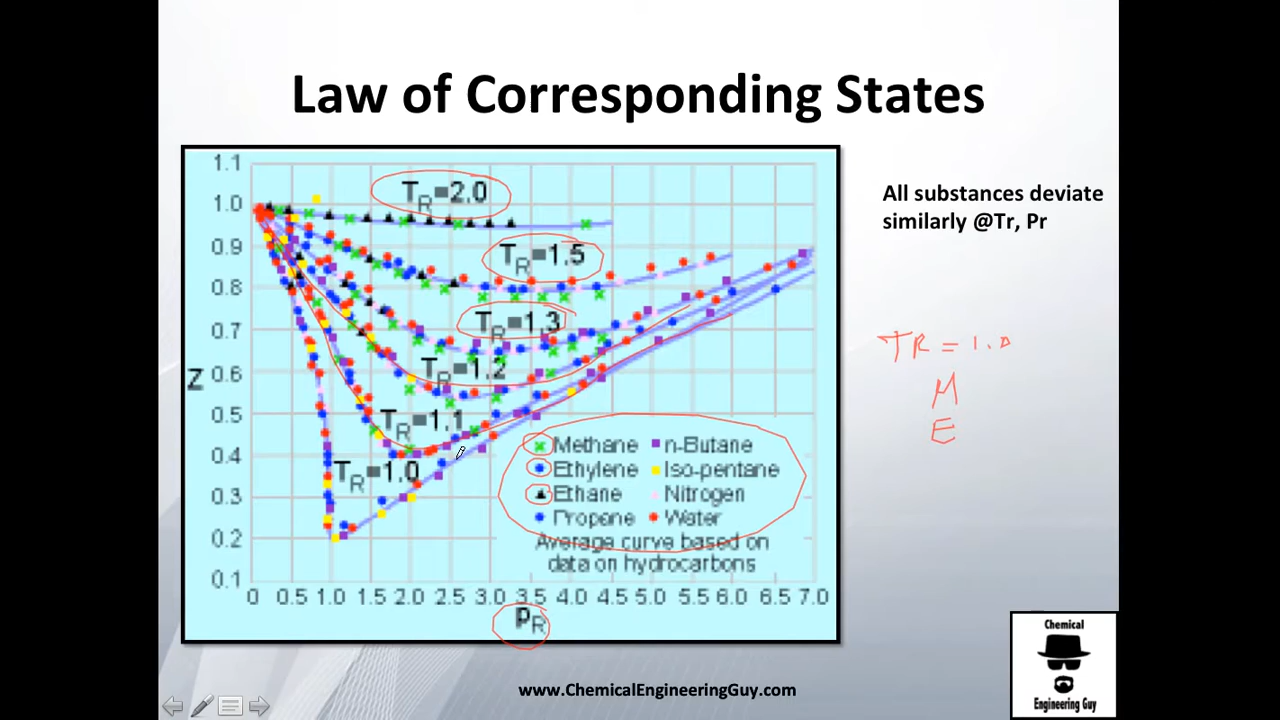 Law of Corresponding States
1.1
1.0
0.9
0.8
0.7
0.6
0.5
0.4
0.3
0.2
0.1
Z
TR=2.0
TR=1.5
TR=1.3
TR=1.2
TR=1.1
TR=1.0
Methane n-Butane
Ethylene Iso-pentane
Ethane Nitrogen
Propane Water
Average curve based on
data on hydrocarbons
0 0.5 1.0 1.5 2.0 2.5 3.0 3.5 4.0 4.5 5.0 5.5 6.0 6.5 7.0
PR
All substances deviate
similarly @Tr, Pr
TR = 1.0
M
E
www.ChemicalEngineeringGuy.com
Chemical
Engineering Guy